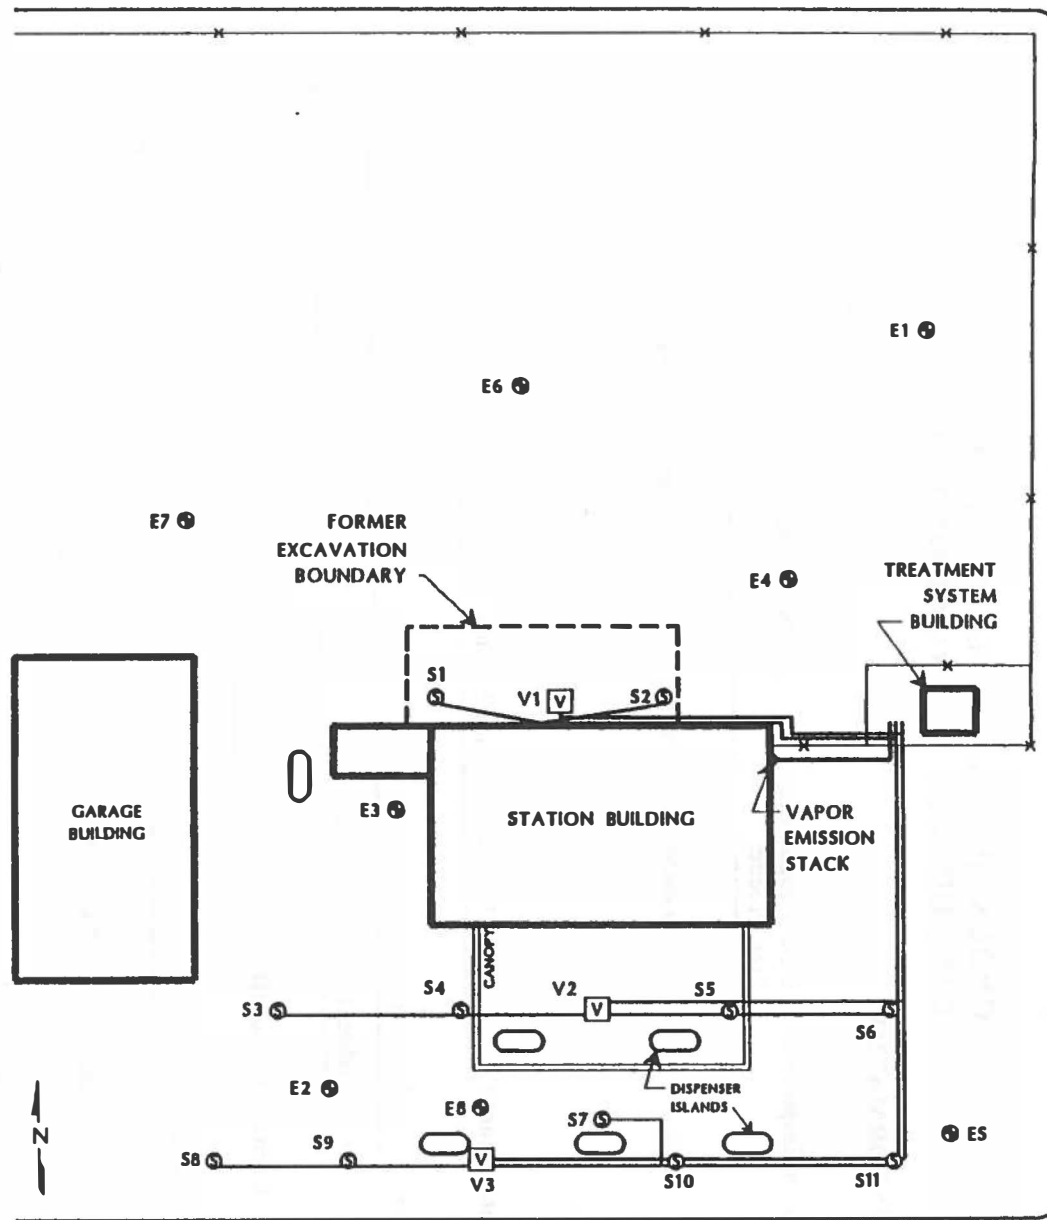 E1
E6
E7
FORMER
EXCAVATION
BOUNDARY
E4
TREATMENT
SYSTEM
BUILDING
S1
V1
V
S2
GARAGE
BUILDING
E3
STATION BUILDING
VAPOR
EMISSION
STACK
CANOPY
S3
S4
V2
V
S5
S6
E2
E8
S7
DISPENSER
ISLANDS
ES
N
S8
S9
V
V3
S10
S11